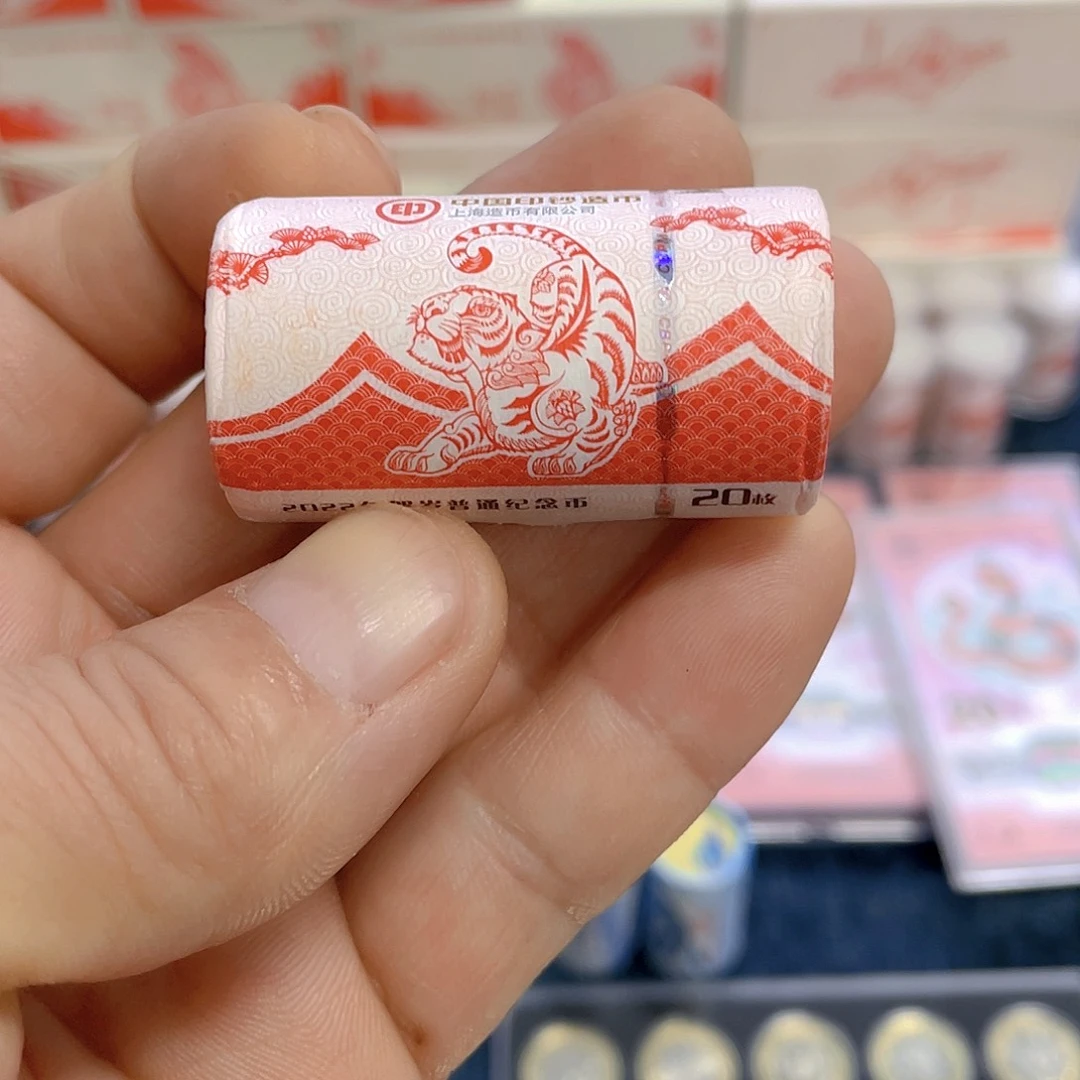 印 中国印钞造币
上海造币有限公司
2022年贺岁普通纪念币
20枚